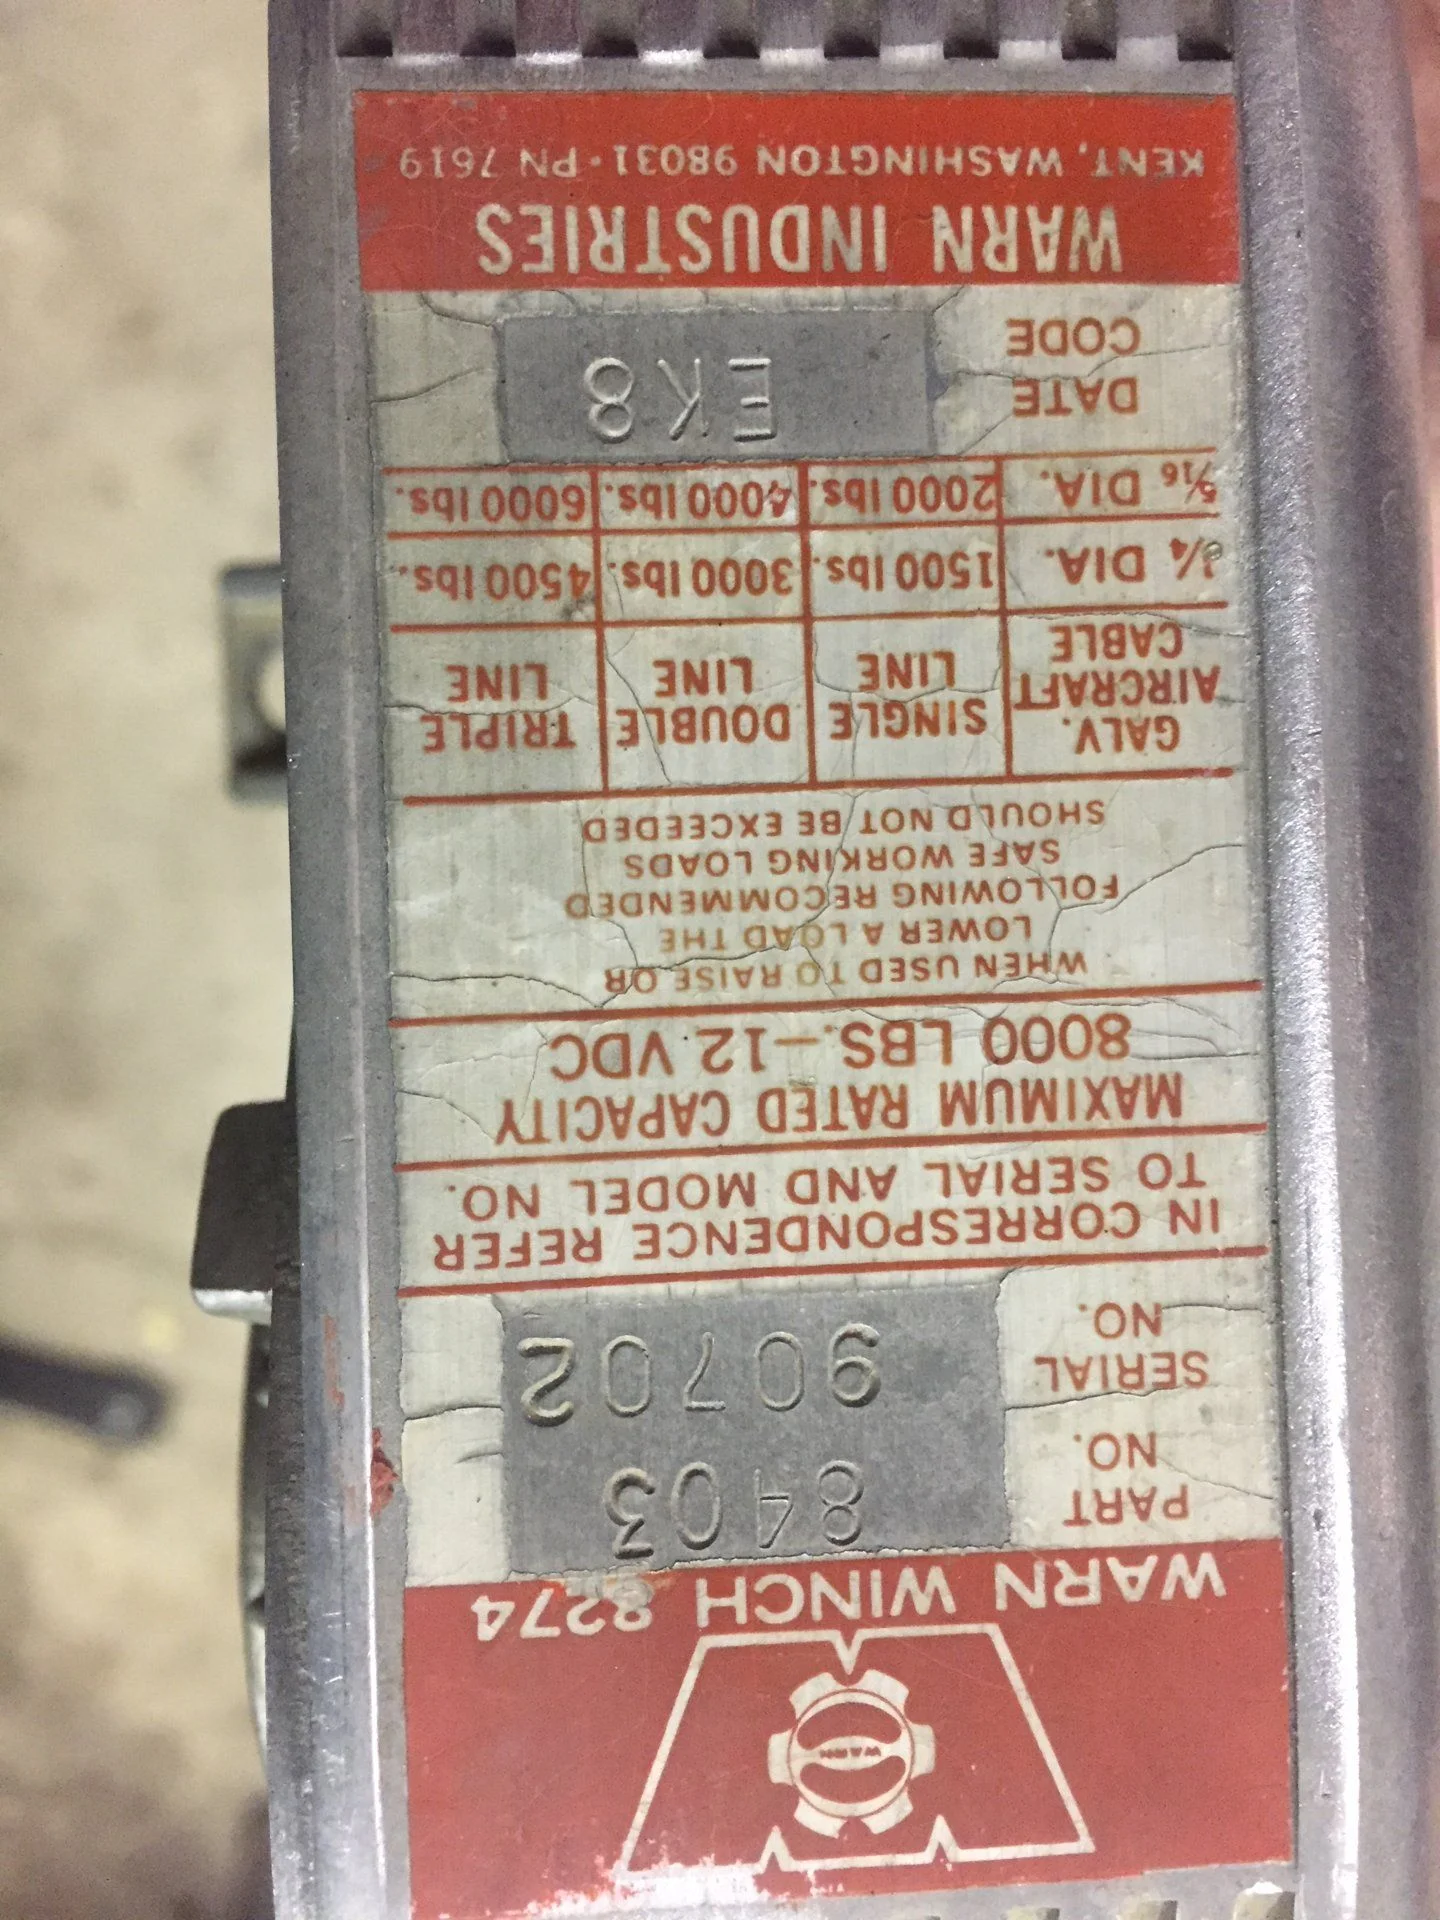 WARN
WARN WINCH 8274
PART NO. 8403
SERIAL NO. 90702
IN CORRESPONDENCE REFER
TO SERIAL AND MODEL NO.
MAXIMUM RATED CAPACITY
8000 LBS.-12 VDC
WHEN USED TO RAISE OR
LOWER A LOAD THE
FOLLOWING RECOMMENDED
SAFE WORKING LOADS
SHOULD NOT BE EXCEEDED
GALV. AIRCRAFT CABLE SINGLE LINE DOUBLE LINE TRIPLE LINE
1/4 DIA. 1500 lbs. 3000 lbs. 4500 lbs.
5/16 DIA. 2000 lbs. 4000 lbs. 6000 lbs.
DATE CODE EK8
WARN INDUSTRIES
KENT, WASHINGTON 98031·PN 7619